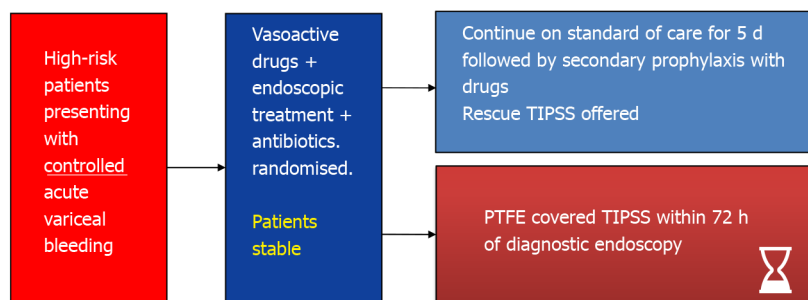 High-risk
patients
presenting
with
controlled
acute
variceal
bleeding
Vasoactive
drugs +
endoscopic
treatment +
antibiotics.
randomised.
Patients
stable
Continue on standard of care for 5 d
followed by secondary prophylaxis with
drugs
Rescue TIPSS offered
PTFE covered TIPSS within 72 h
of diagnostic endoscopy